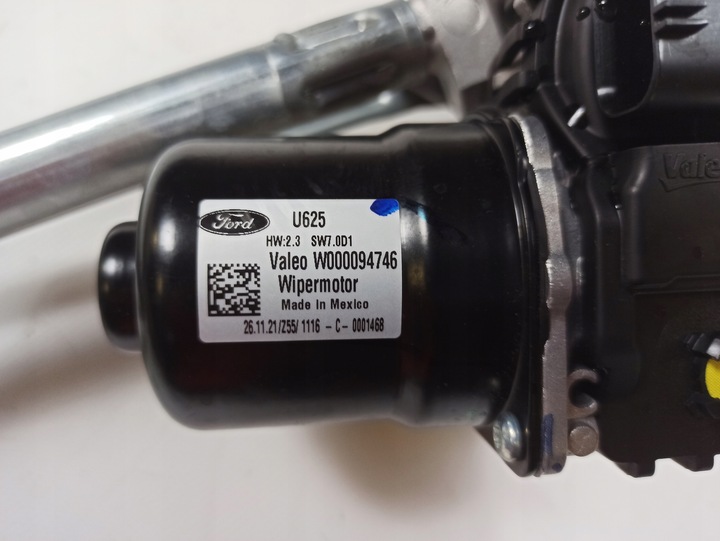 Ford U625
HW:2.3 SW7.0D1
Valeo W000094746
Wipermotor
Made in Mexico
26.11.21/Z55/1116 - C - 0001468
Valeo